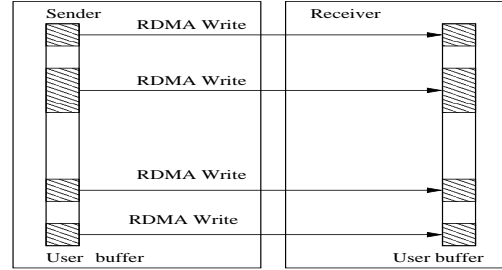 Sender
Receiver
RDMA Write
RDMA Write
RDMA Write
RDMA Write
User buffer
User buffer